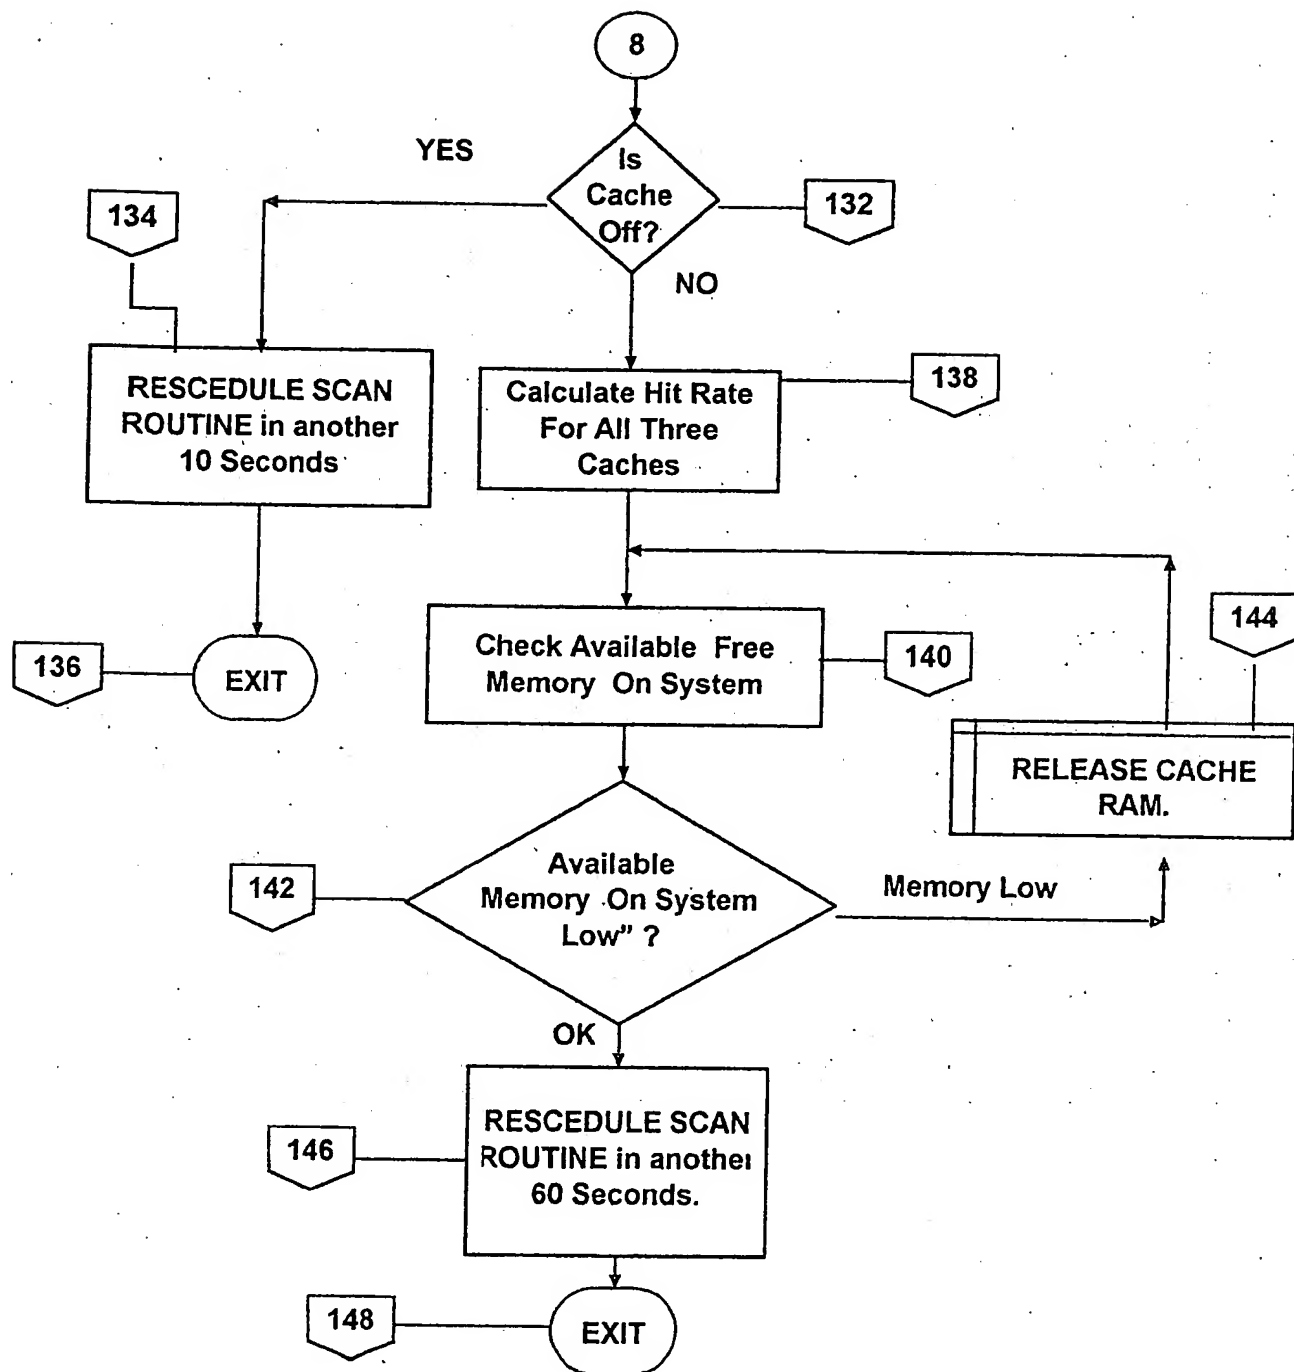 8
YES
Is
Cache
Off?
132
134
NO
RESCEDULE SCAN
ROUTINE in another
10 Seconds
Calculate Hit Rate
For All Three
Caches
138
144
136
EXIT
Check Available Free
Memory On System
140
RELEASE CACHE
RAM.
142
Available
Memory On System
Low" ?
Memory Low
OK
RESCEDULE SCAN
ROUTINE in another
60 Seconds.
146
148
EXIT